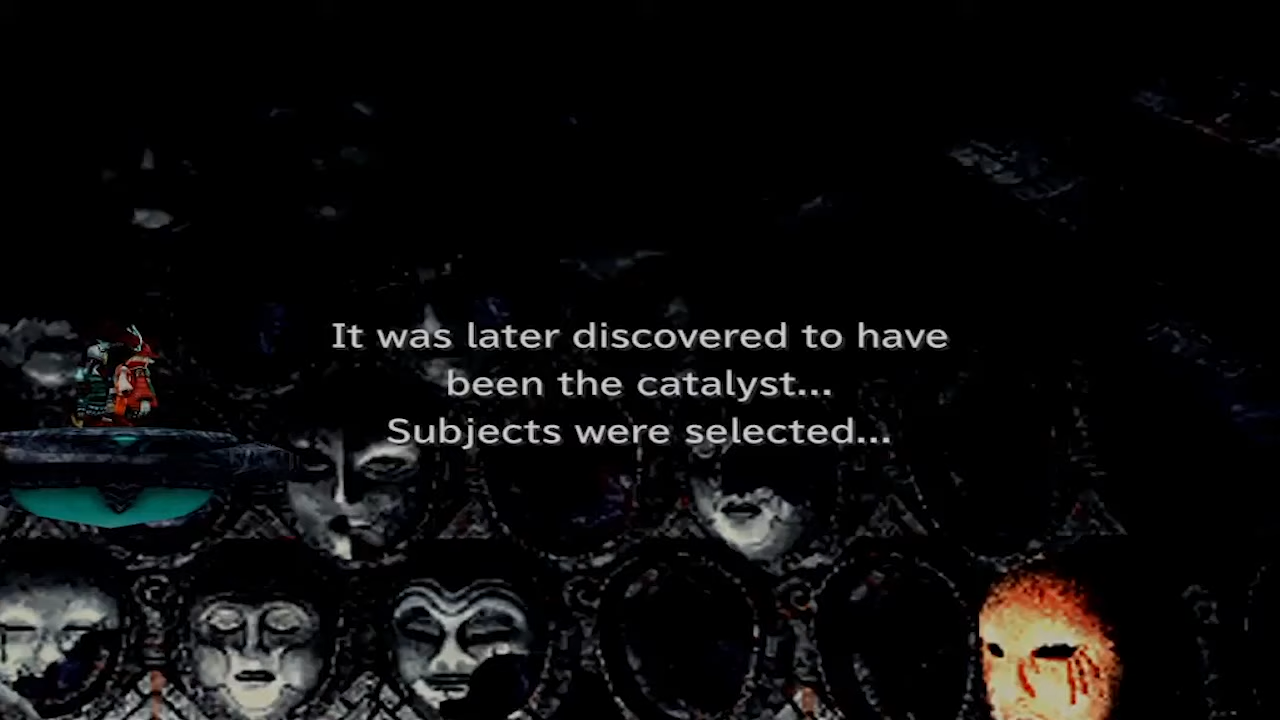 It was later discovered to have
been the catalyst...
Subjects were selected...